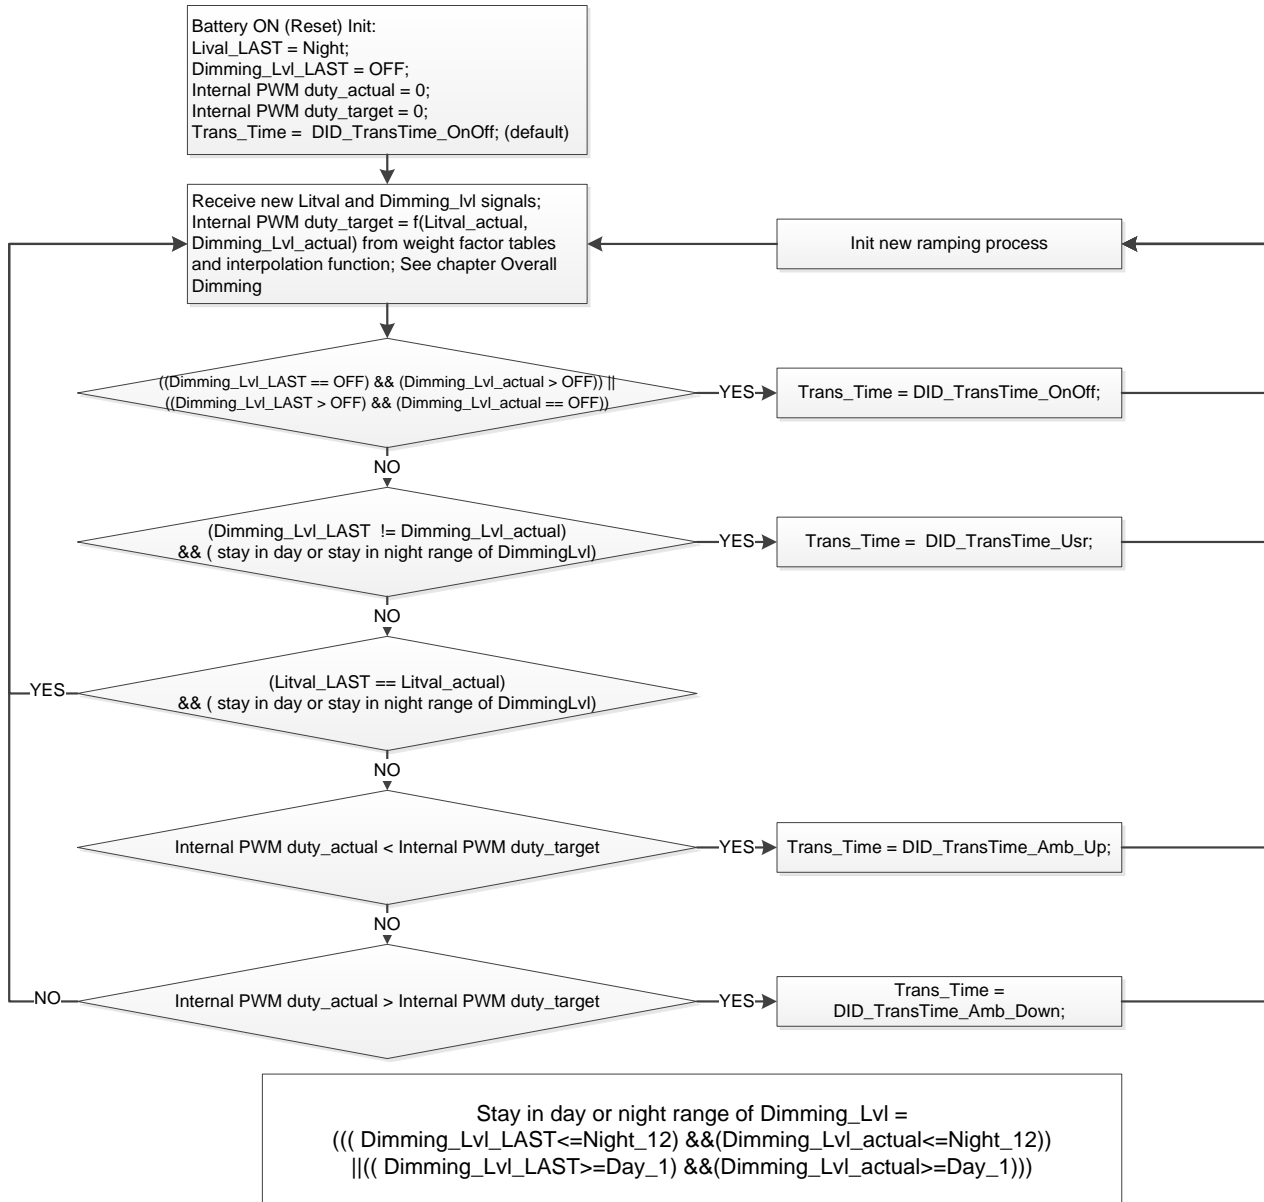 Battery ON (Reset) Init:
Lival_LAST = Night;
Dimming_Lvl_LAST = OFF;
Internal PWM duty_actual = 0;
Internal PWM duty_target = 0;
Trans_Time =  DID_TransTime_OnOff; (default)
Receive new Litval and Dimming_lvl signals;
Internal PWM duty_target = f(Litval_actual,
Dimming_Lvl_actual) from weight factor tables
and interpolation function; See chapter Overall
Dimming
Init new ramping process
((Dimming_Lvl_LAST == OFF) && (Dimming_Lvl_actual > OFF)) ||
((Dimming_Lvl_LAST > OFF) && (Dimming_Lvl_actual == OFF))
YES
Trans_Time = DID_TransTime_OnOff;
NO
(Dimming_Lvl_LAST  != Dimming_Lvl_actual)
&& ( stay in day or stay in night range of DimmingLvl)
YES
Trans_Time =  DID_TransTime_Usr;
NO
(Litval_LAST == Litval_actual)
&& ( stay in day or stay in night range of DimmingLvl)
YES
NO
Internal PWM duty_actual < Internal PWM duty_target
YES
Trans_Time = DID_TransTime_Amb_Up;
NO
Internal PWM duty_actual > Internal PWM duty_target
NO
YES
Trans_Time =
DID_TransTime_Amb_Down;
Stay in day or night range of Dimming_Lvl =
((( Dimming_Lvl_LAST<=Night_12) &&(Dimming_Lvl_actual<=Night_12))
||(( Dimming_Lvl_LAST>=Day_1) &&(Dimming_Lvl_actual>=Day_1)))